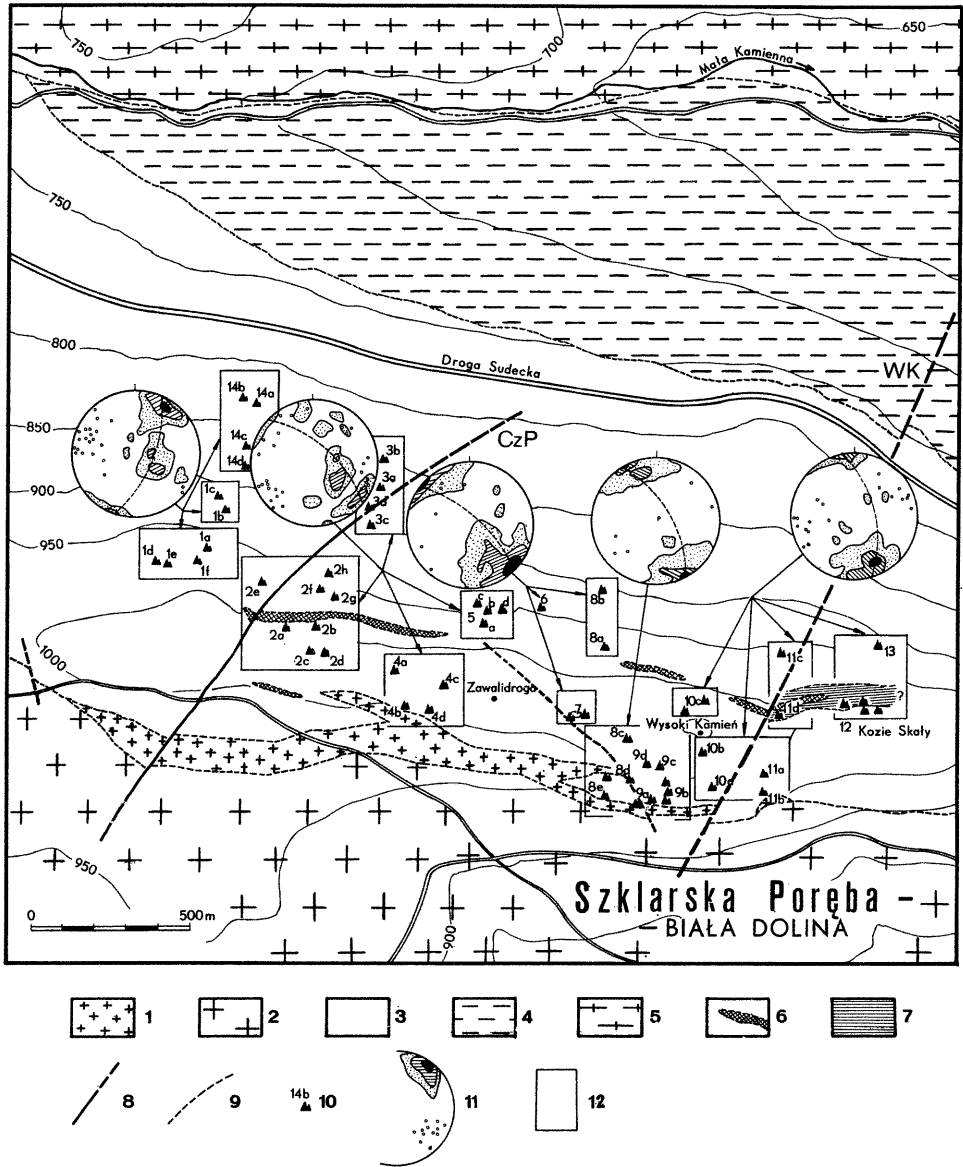 750
700
650
Mała Kamienna
750
800
Droga Sudecka
WK
850
CzP
900
950
14b
14a
14c
14d
3b
3a
3d
3c
1c
1b
1a
1d
1e
1f
2h
2e
2f
2g
2a
2b
2c
2d
5
c
b
d
a
6
8b
8a
11c
13
1000
4a
4c
4b
4d
Zawalidroga
7
10c
11d
?
Wysoki Kamień
12
Kozie Skały
8c
10b
9d
9c
8d
11a
8e
9a
9b
11b
950
900
0
500 m
Szklarska Poręba –
– BIAŁA DOLINA
1
2
3
4
5
6
7
8
9
14b
10
11
12